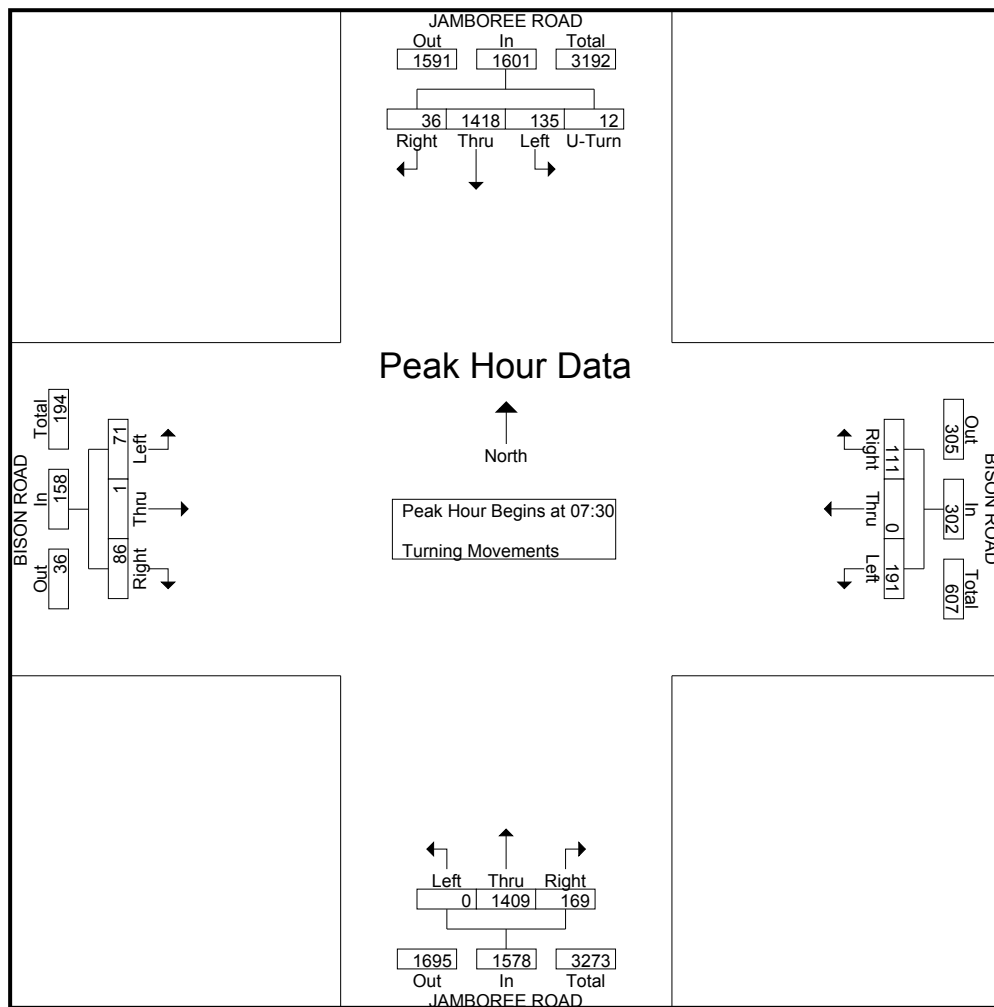 JAMBOREE ROAD
Out In Total
1591 1601 3192
36 1418 135 12
Right Thru Left U-Turn
Peak Hour Data
North
Peak Hour Begins at 07:30
Turning Movements
BISON ROAD
Total In Out
194 158 36
71 1 86
Left Thru Right
BISON ROAD
Out In Total
305 302 607
111 0 191
Right Thru Left
Left Thru Right
0 1409 169
1695 1578 3273
Out In Total
JAMBOREE ROAD